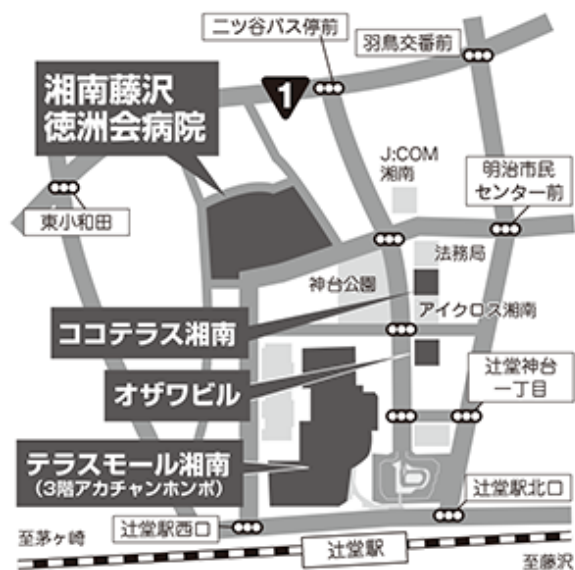 二ツ谷バス停前
羽鳥交番前
湘南藤沢
徳洲会病院
1
J:COM
湘南
明治市民
センター前
東小和田
法務局
神台公園
アイクロス湘南
ココテラス湘南
オザワビル
辻堂神台
一丁目
テラスモール湘南
(3階アカチャンホンポ)
辻堂駅北口
辻堂駅西口
至茅ヶ崎
辻堂駅
至藤沢